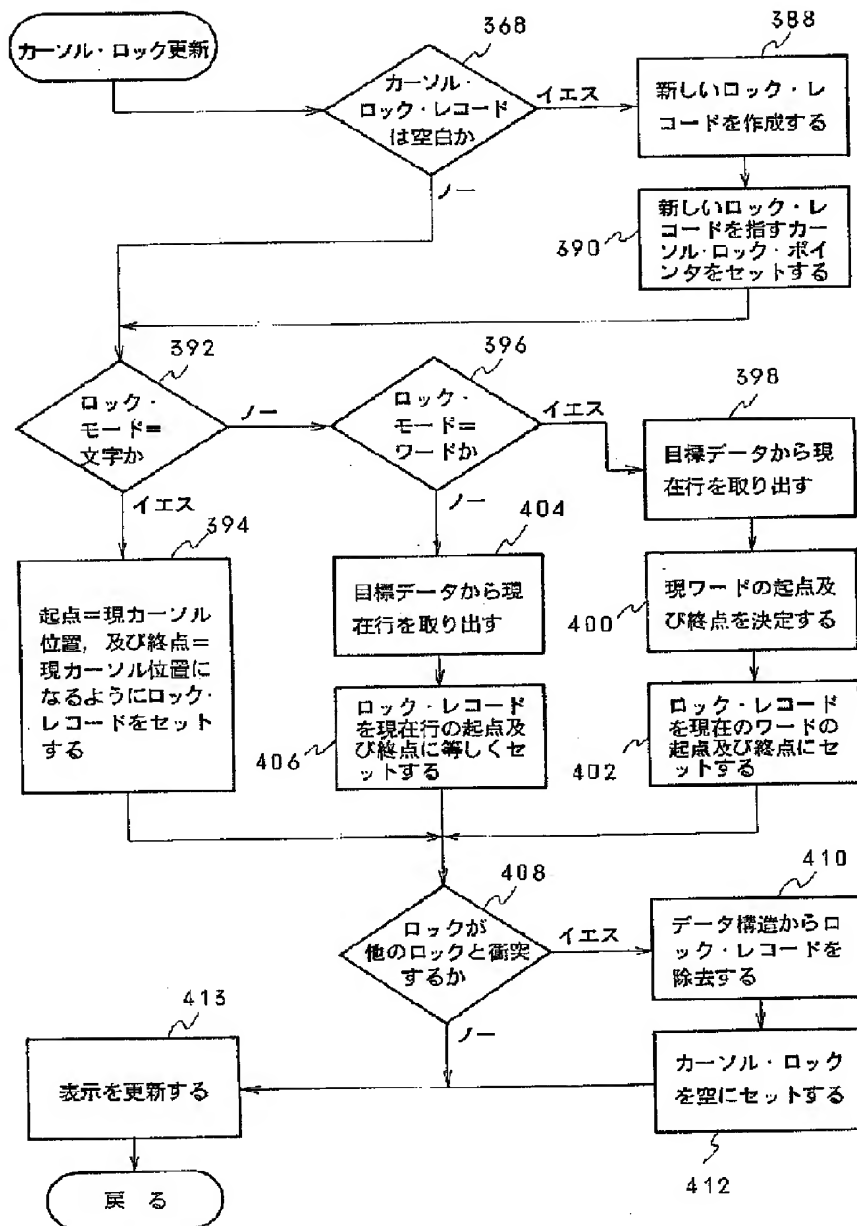 カーソル・ロック更新
368
カーソル・
ロック・レコード
は空白か
イエス
ノー
388
新しいロック・レ
コードを作成する
390
新しいロック・レ
コードを指すカー
ソル・ロック・ポイ
ンタをセットする
392
ロック・
モード=
文字か
ノー
イエス
396
ロック・
モード=
ワードか
イエス
ノー
398
目標データから現
在行を取り出す
394
起点=現カーソル
位置, 及び終点=
現カーソル位置に
なるようにロック・
レコードをセット
する
404
目標データから現
在行を取り出す
400
現ワードの起点及
び終点を決定する
406
ロック・レコード
を現在行の起点及
び終点に等しくセ
ットする
402
ロック・レコード
を現在のワードの
起点及び終点にセ
ットする
408
ロックが
他のロックと衝突
するか
イエス
ノー
410
データ構造からロ
ック・レコードを
除去する
412
カーソル・ロック
を空にセットする
413
表示を更新する
戻る